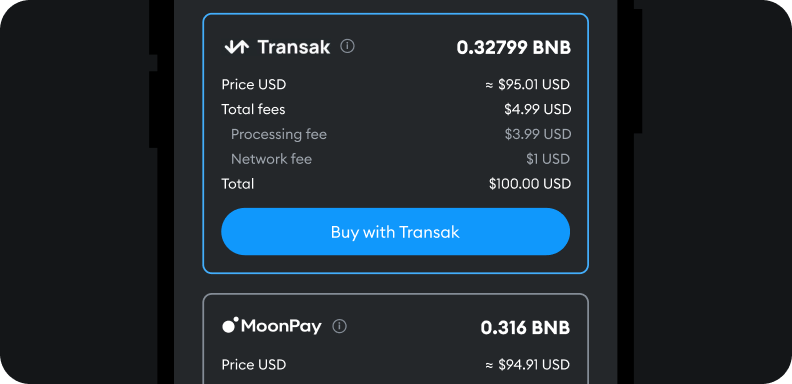 Transak 0.32799 BNB
Price USD ≈ $95.01 USD
Total fees $4.99 USD
Processing fee $3.99 USD
Network fee $1 USD
Total $100.00 USD
Buy with Transak
MoonPay 0.316 BNB
Price USD ≈ $94.91 USD